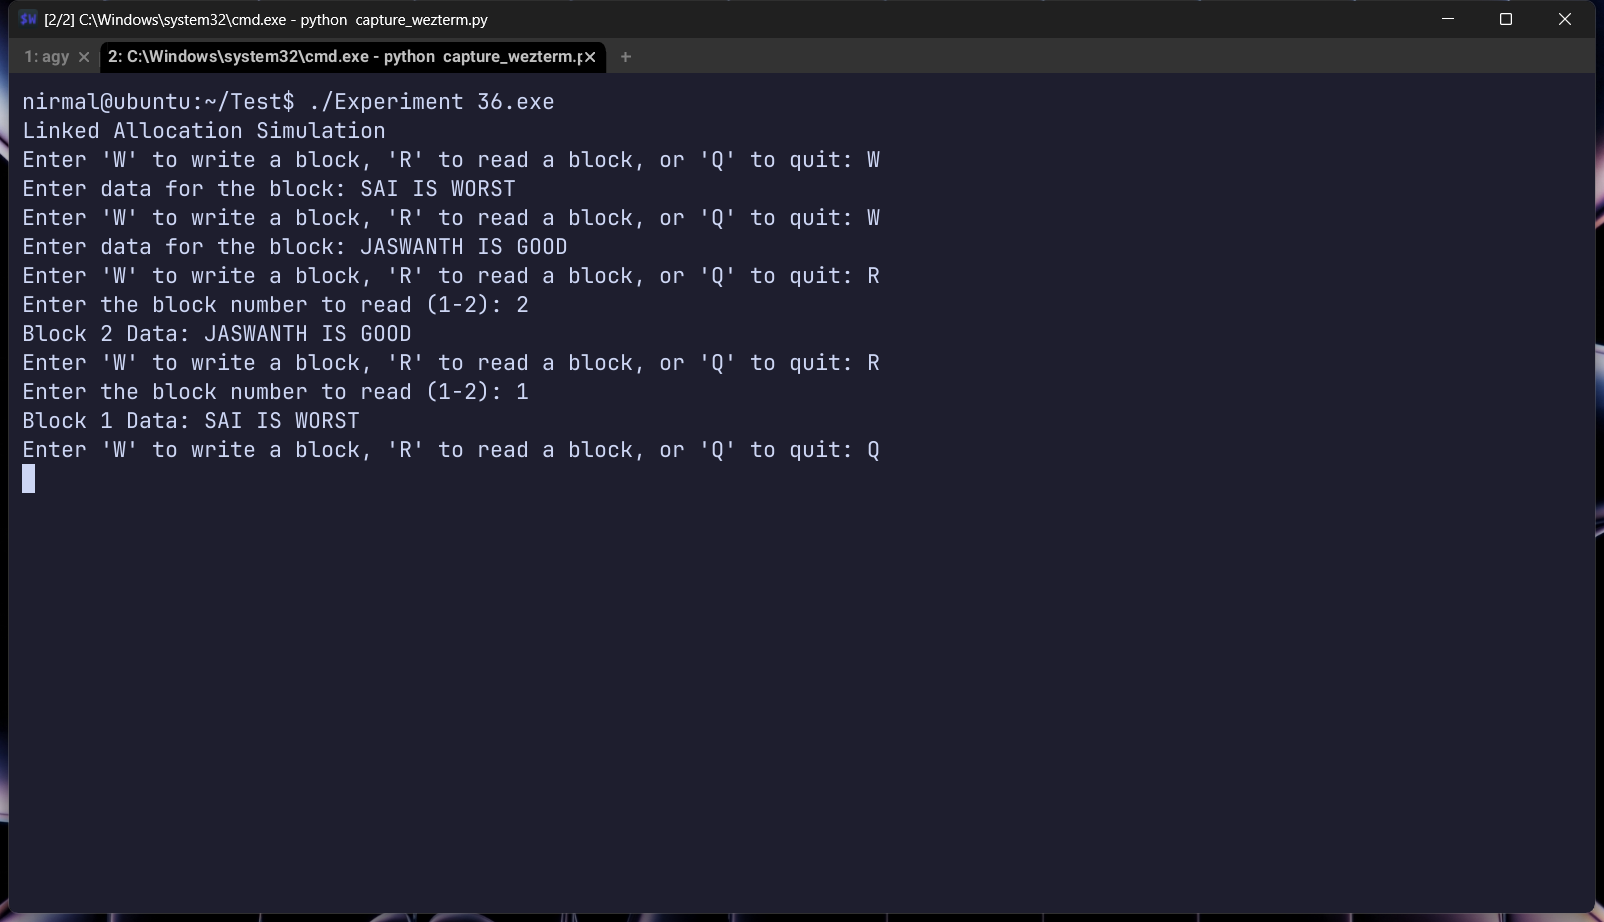 [2/2] C:\Windows\system32\cmd.exe - python  capture_wezterm.py
1: agy × 2: C:\Windows\system32\cmd.exe - python  capture_wezterm.p × +
nirmal@ubuntu:~/Test$ ./Experiment 36.exe
Linked Allocation Simulation
Enter 'W' to write a block, 'R' to read a block, or 'Q' to quit: W
Enter data for the block: SAI IS WORST
Enter 'W' to write a block, 'R' to read a block, or 'Q' to quit: W
Enter data for the block: JASWANTH IS GOOD
Enter 'W' to write a block, 'R' to read a block, or 'Q' to quit: R
Enter the block number to read (1-2): 2
Block 2 Data: JASWANTH IS GOOD
Enter 'W' to write a block, 'R' to read a block, or 'Q' to quit: R
Enter the block number to read (1-2): 1
Block 1 Data: SAI IS WORST
Enter 'W' to write a block, 'R' to read a block, or 'Q' to quit: Q